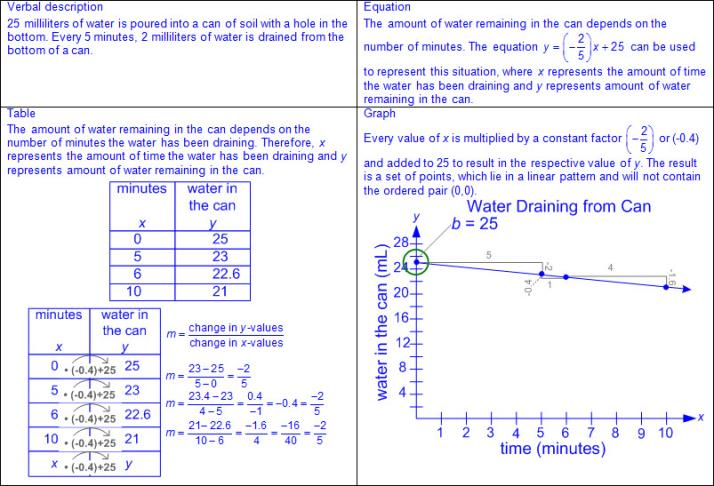 Verbal description
25 milliliters of water is poured into a can of soil with a hole in the
bottom. Every 5 minutes, 2 milliliters of water is drained from the
bottom of a can.
Equation
The amount of water remaining in the can depends on the
number of minutes. The equation y = (−2/5)x + 25 can be used
to represent this situation, where x represents the amount of time
the water has been draining and y represents amount of water
remaining in the can.
Table
The amount of water remaining in the can depends on the
number of minutes the water has been draining. Therefore, x
represents the amount of time the water has been draining and y
represents amount of water remaining in the can.
minutes water in
the can
x y
0 25
5 23
6 22.6
10 21
minutes water in
the can
x y
0 • (-0.4)+25 25
5 • (-0.4)+25 23
6 • (-0.4)+25 22.6
10 • (-0.4)+25 21
x • (-0.4)+25 y
m = change in y-values / change in x-values
m = 23−25 / 5−0 = −2/5
m = 23.4−23 / 4−5 = 0.4/−1 = −0.4 = −2/5
m = 21−22.6 / 10−6 = −1.6/4 = −16/40 = −2/5
Graph
Every value of x is multiplied by a constant factor (−2/5) or (-0.4)
and added to 25 to result in the respective value of y. The result
is a set of points, which lie in a linear pattern and will not contain
the ordered pair (0,0).
Water Draining from Can
y
b = 25
28
24
20
16
12
8
4
water in the can (mL)
5
-2
-0.4
1
4
-1.6
1 2 3 4 5 6 7 8 9 10
x
time (minutes)